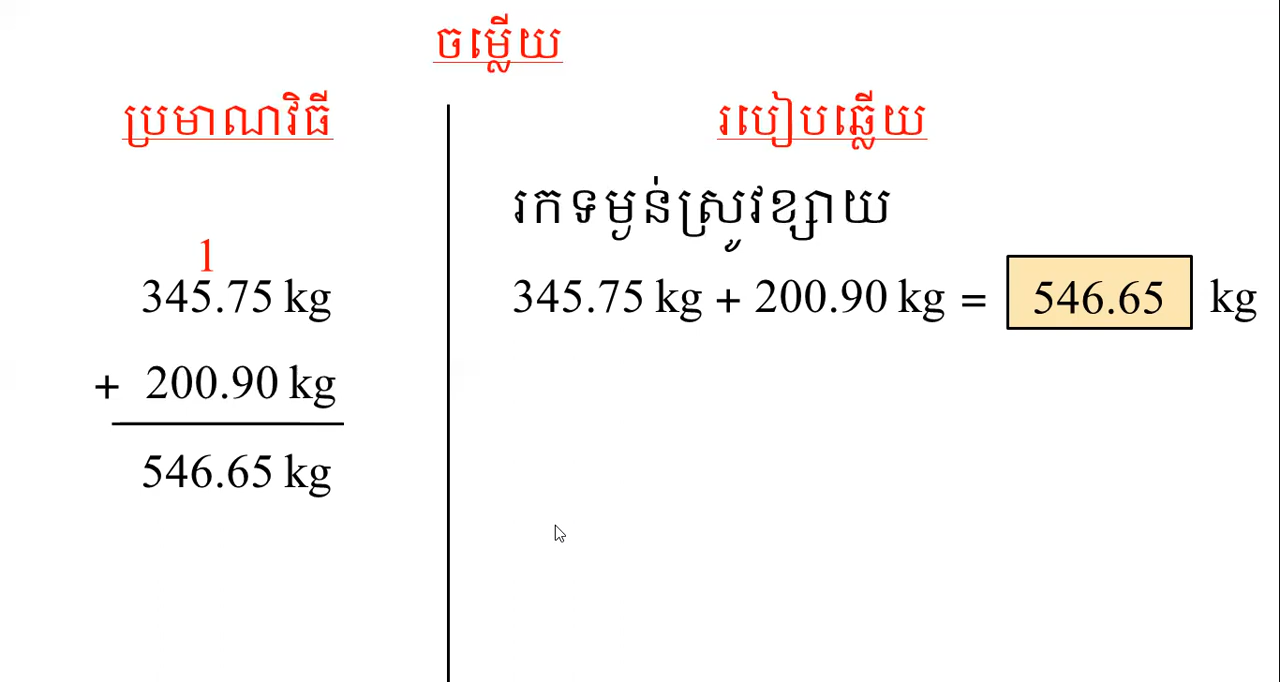 ចម្លើយ
ប្រមាណវិធី
1
345.75 kg
+ 200.90 kg
546.65 kg
របៀបឆ្លើយ
រកទម្ងន់ស្រូវខ្សាយ
345.75 kg + 200.90 kg = 546.65 kg